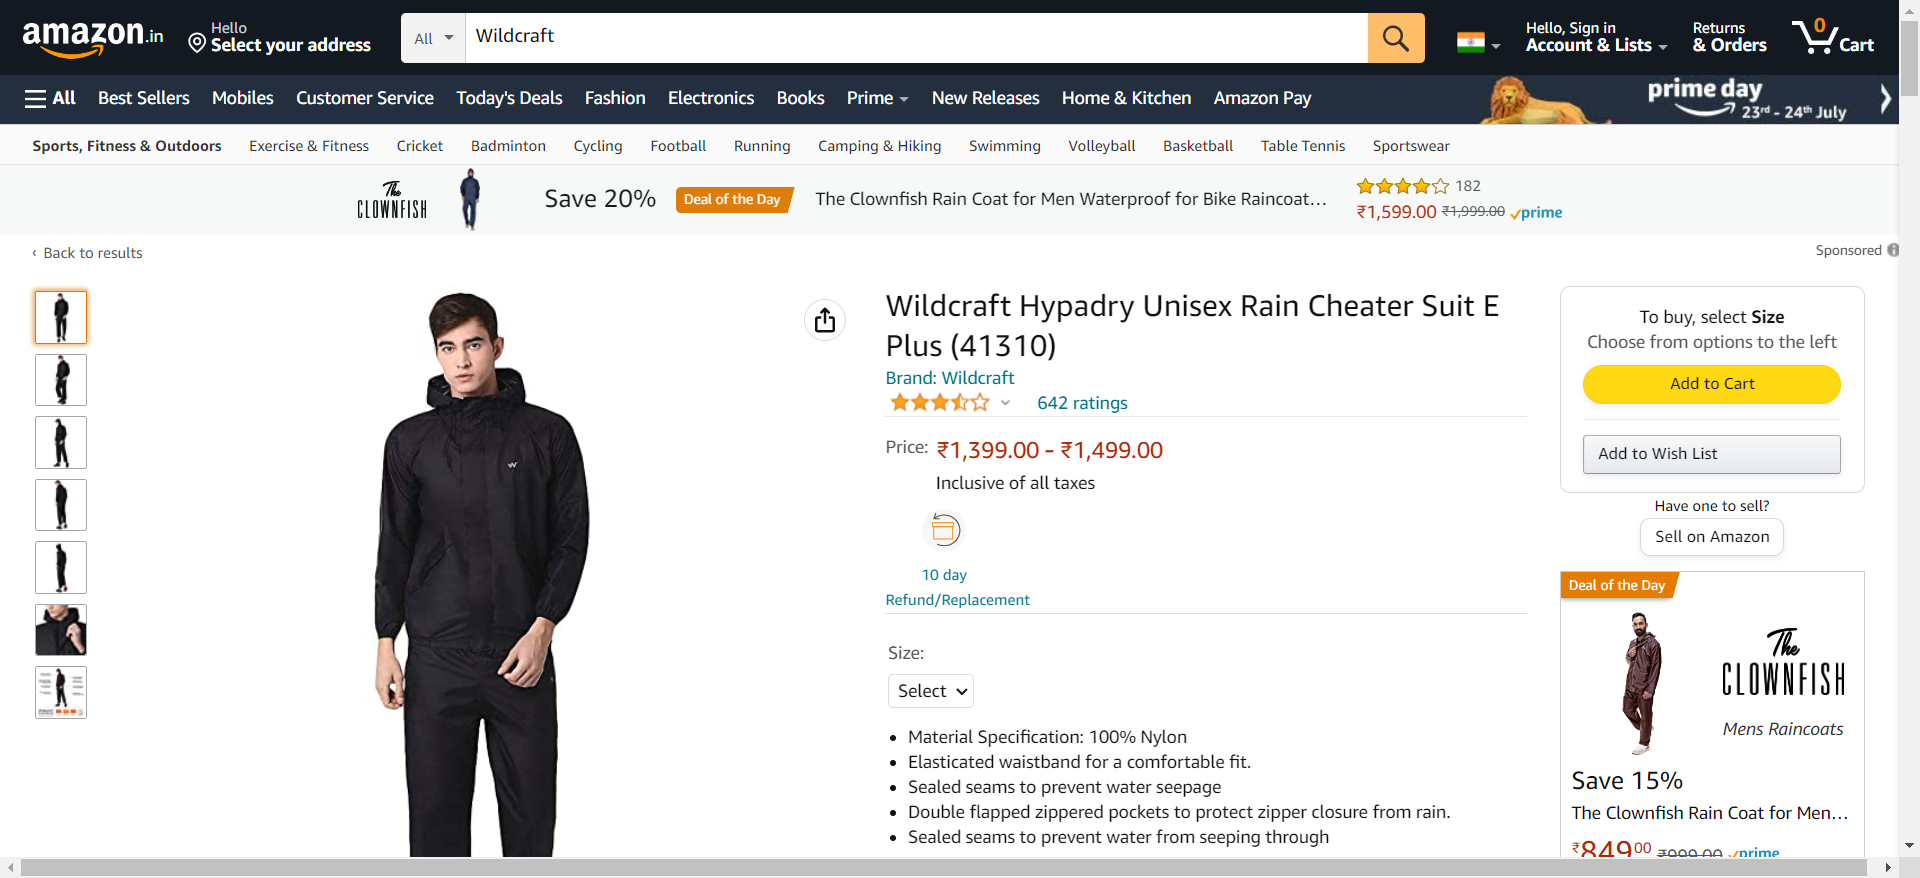 amazon.in
Hello
Select your address
All
Wildcraft
Hello, Sign in
Account & Lists
Returns
& Orders
0
Cart
All
Best Sellers
Mobiles
Customer Service
Today's Deals
Fashion
Electronics
Books
Prime
New Releases
Home & Kitchen
Amazon Pay
prime day
23rd - 24th July
Sports, Fitness & Outdoors
Exercise & Fitness
Cricket
Badminton
Cycling
Football
Running
Camping & Hiking
Swimming
Volleyball
Basketball
Table Tennis
Sportswear
The
CLOWNFISH
Save 20%
Deal of the Day
The Clownfish Rain Coat for Men Waterproof for Bike Raincoat...
182
₹1,599.00 ₹1,999.00 prime
‹ Back to results
Sponsored
Wildcraft Hypadry Unisex Rain Cheater Suit E
Plus (41310)
Brand: Wildcraft
642 ratings
Price: ₹1,399.00 - ₹1,499.00
Inclusive of all taxes
10 day
Refund/Replacement
Size:
Select
• Material Specification: 100% Nylon
• Elasticated waistband for a comfortable fit.
• Sealed seams to prevent water seepage
• Double flapped zippered pockets to protect zipper closure from rain.
• Sealed seams to prevent water from seeping through
To buy, select Size
Choose from options to the left
Add to Cart
Add to Wish List
Have one to sell?
Sell on Amazon
Deal of the Day
The
CLOWNFISH
Mens Raincoats
Save 15%
The Clownfish Rain Coat for Men...
₹849.00 ₹999.00 prime